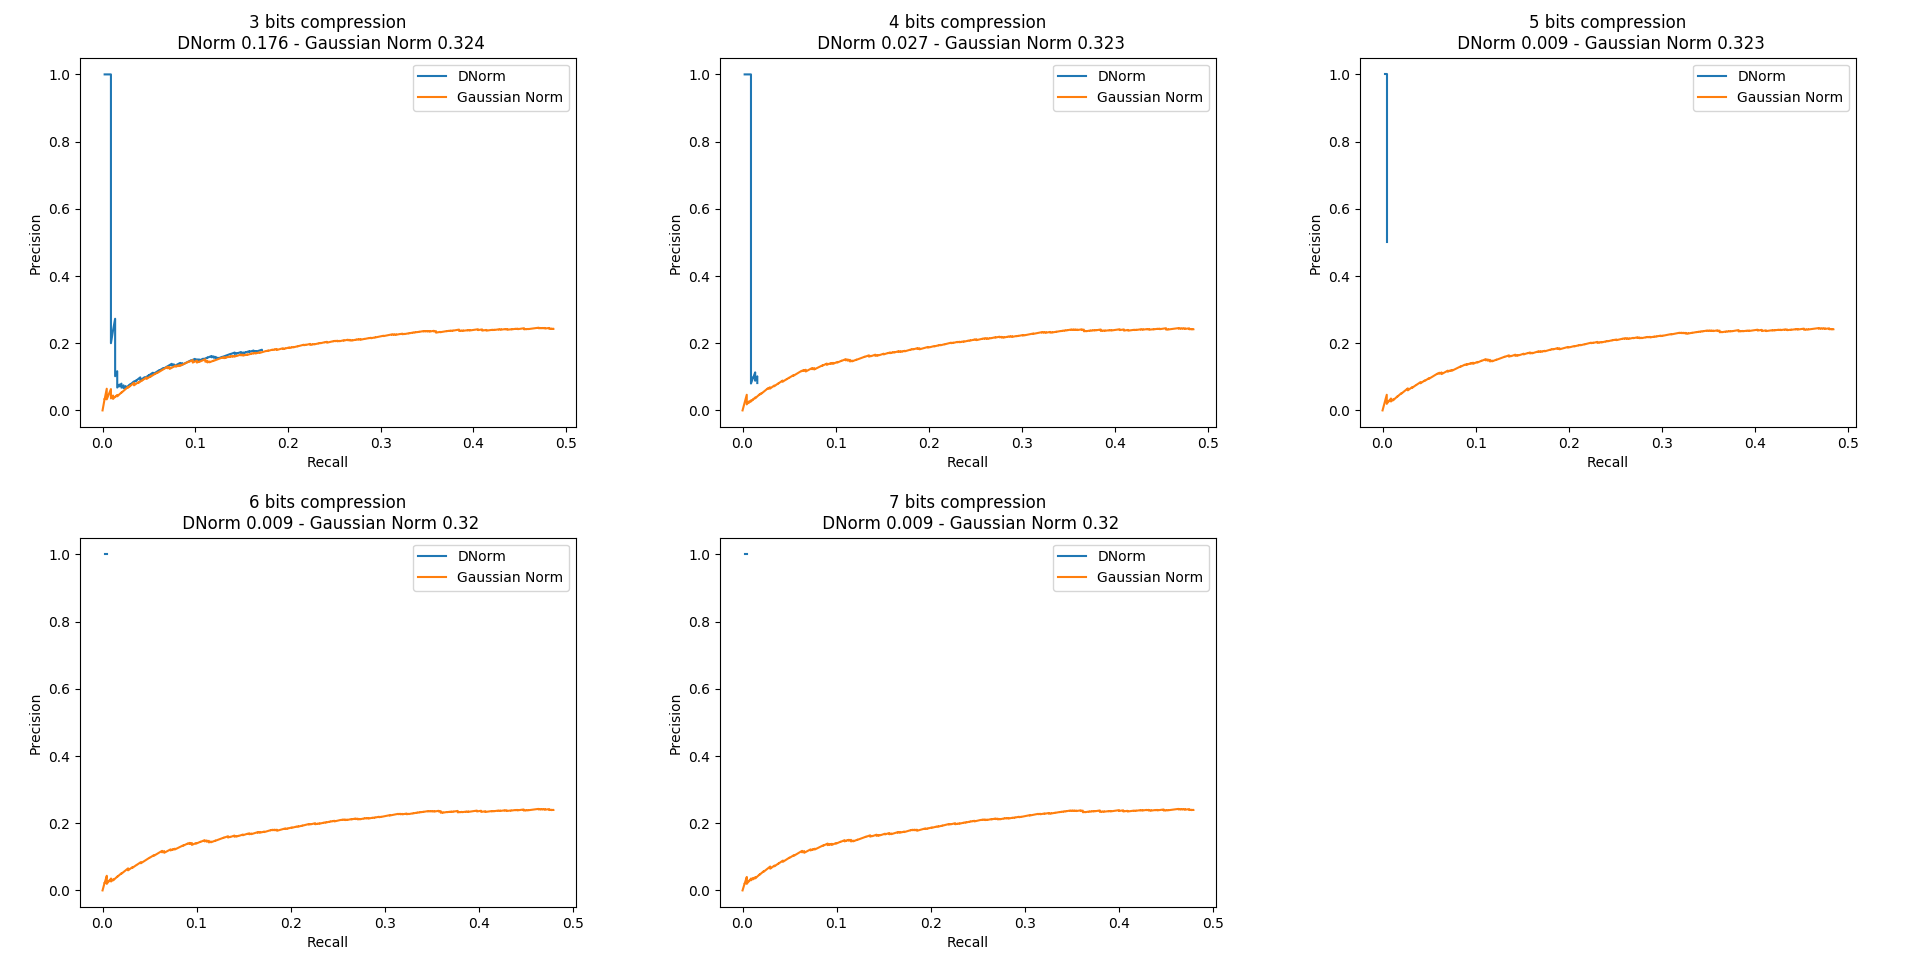 3 bits compression
DNorm 0.176 - Gaussian Norm 0.324
1.0
0.8
0.6
0.4
0.2
0.0
Precision
DNorm
Gaussian Norm
0.0 0.1 0.2 0.3 0.4 0.5
Recall
4 bits compression
DNorm 0.027 - Gaussian Norm 0.323
1.0
0.8
0.6
0.4
0.2
0.0
Precision
DNorm
Gaussian Norm
0.0 0.1 0.2 0.3 0.4 0.5
Recall
5 bits compression
DNorm 0.009 - Gaussian Norm 0.323
1.0
0.8
0.6
0.4
0.2
0.0
Precision
DNorm
Gaussian Norm
0.0 0.1 0.2 0.3 0.4 0.5
Recall
6 bits compression
DNorm 0.009 - Gaussian Norm 0.32
1.0
0.8
0.6
0.4
0.2
0.0
Precision
DNorm
Gaussian Norm
0.0 0.1 0.2 0.3 0.4 0.5
Recall
7 bits compression
DNorm 0.009 - Gaussian Norm 0.32
1.0
0.8
0.6
0.4
0.2
0.0
Precision
DNorm
Gaussian Norm
0.0 0.1 0.2 0.3 0.4 0.5
Recall